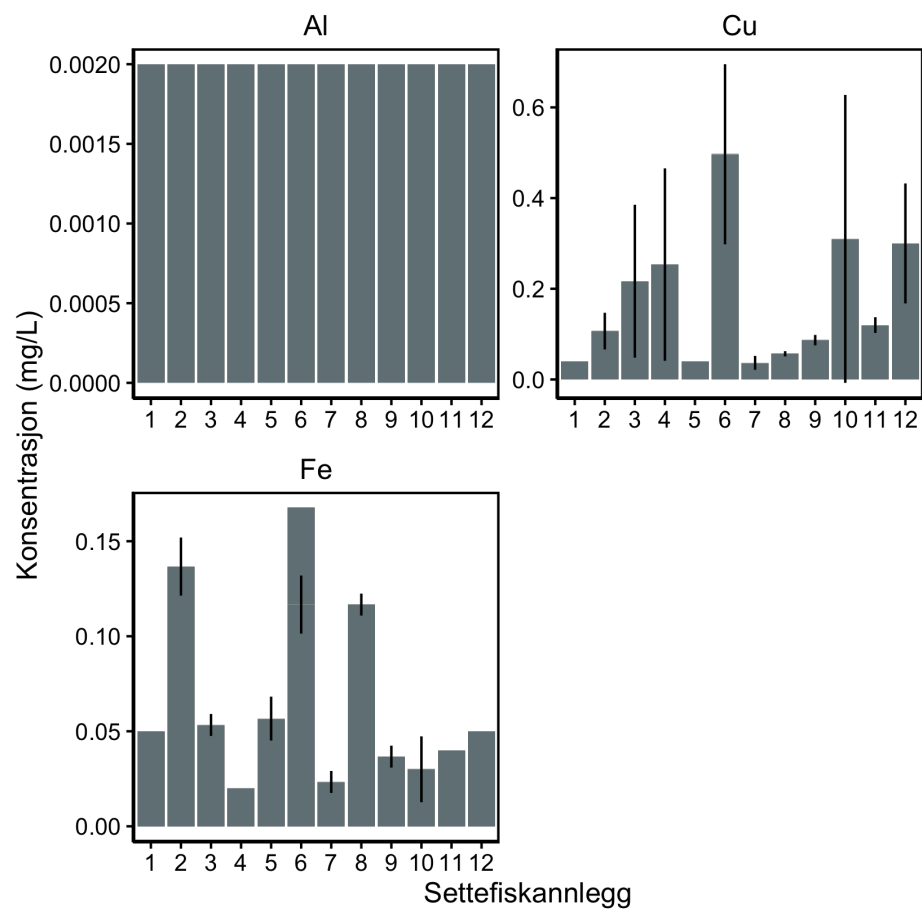 Al
0.0020
0.0015
0.0010
0.0005
0.0000
1 2 3 4 5 6 7 8 9 10 11 12
Cu
0.6
0.4
0.2
0.0
1 2 3 4 5 6 7 8 9 10 11 12
Konsentrasjon (mg/L)
Fe
0.15
0.10
0.05
0.00
1 2 3 4 5 6 7 8 9 10 11 12
Settefiskannlegg